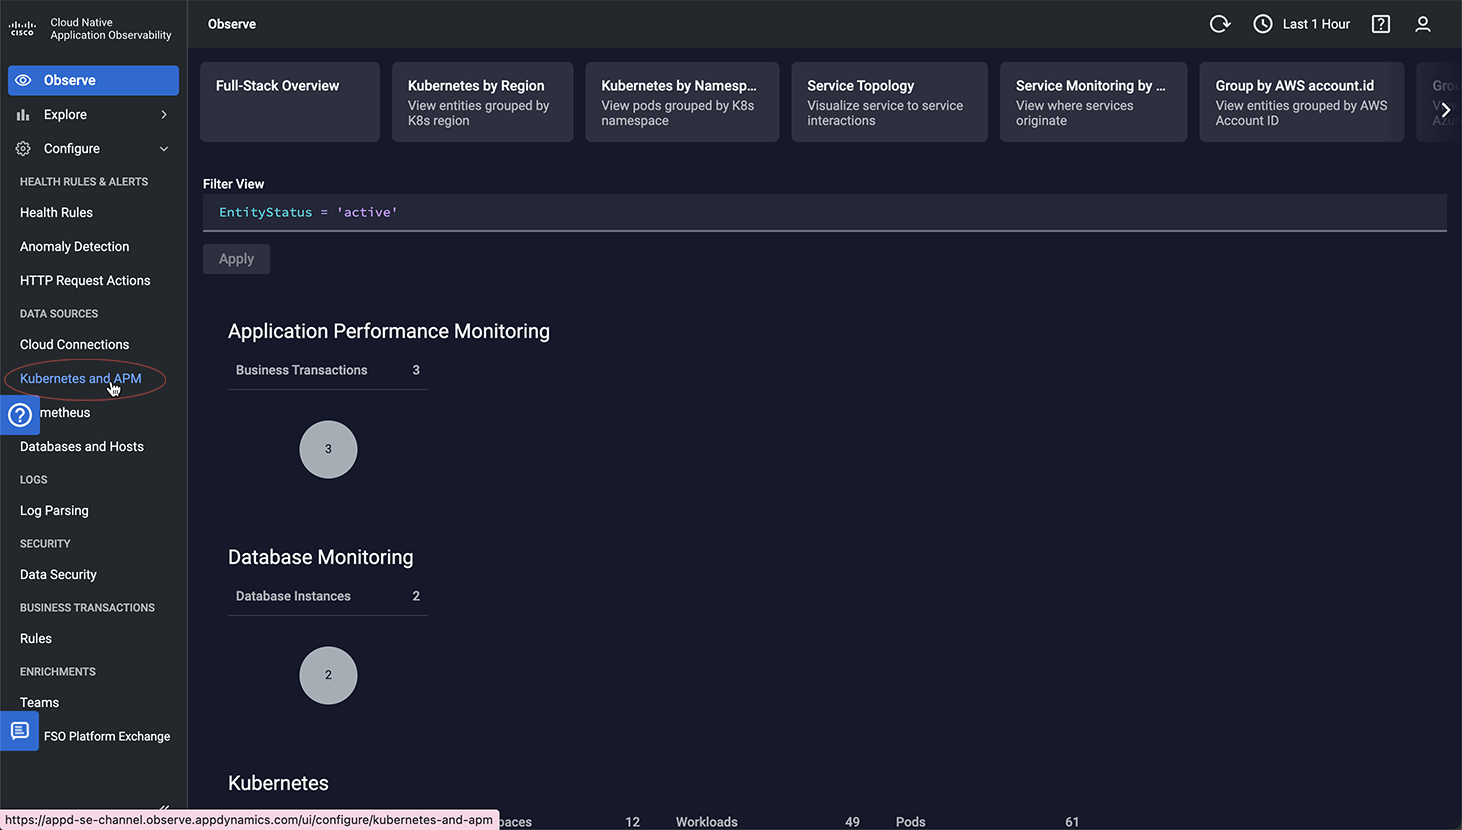 cisco
Cloud Native
Application Observability
Observe
Last 1 Hour
Observe
Explore
Configure
HEALTH RULES & ALERTS
Health Rules
Anomaly Detection
HTTP Request Actions
DATA SOURCES
Cloud Connections
Kubernetes and APM
metheus
Databases and Hosts
LOGS
Log Parsing
SECURITY
Data Security
BUSINESS TRANSACTIONS
Rules
ENRICHMENTS
Teams
FSO Platform Exchange
https://appd-se-channel.observe.appdynamics.com/ui/configure/kubernetes-and-apm
Full-Stack Overview
Kubernetes by Region
View entities grouped by
K8s region
Kubernetes by Namesp...
View pods grouped by K8s
namespace
Service Topology
Visualize service to service
interactions
Service Monitoring by ...
View where services
originate
Group by AWS account.id
View entities grouped by AWS
Account ID
Filter View
EntityStatus = 'active'
Apply
Application Performance Monitoring
Business Transactions 3
3
Database Monitoring
Database Instances 2
2
Kubernetes
paces 12 Workloads 49 Pods 61